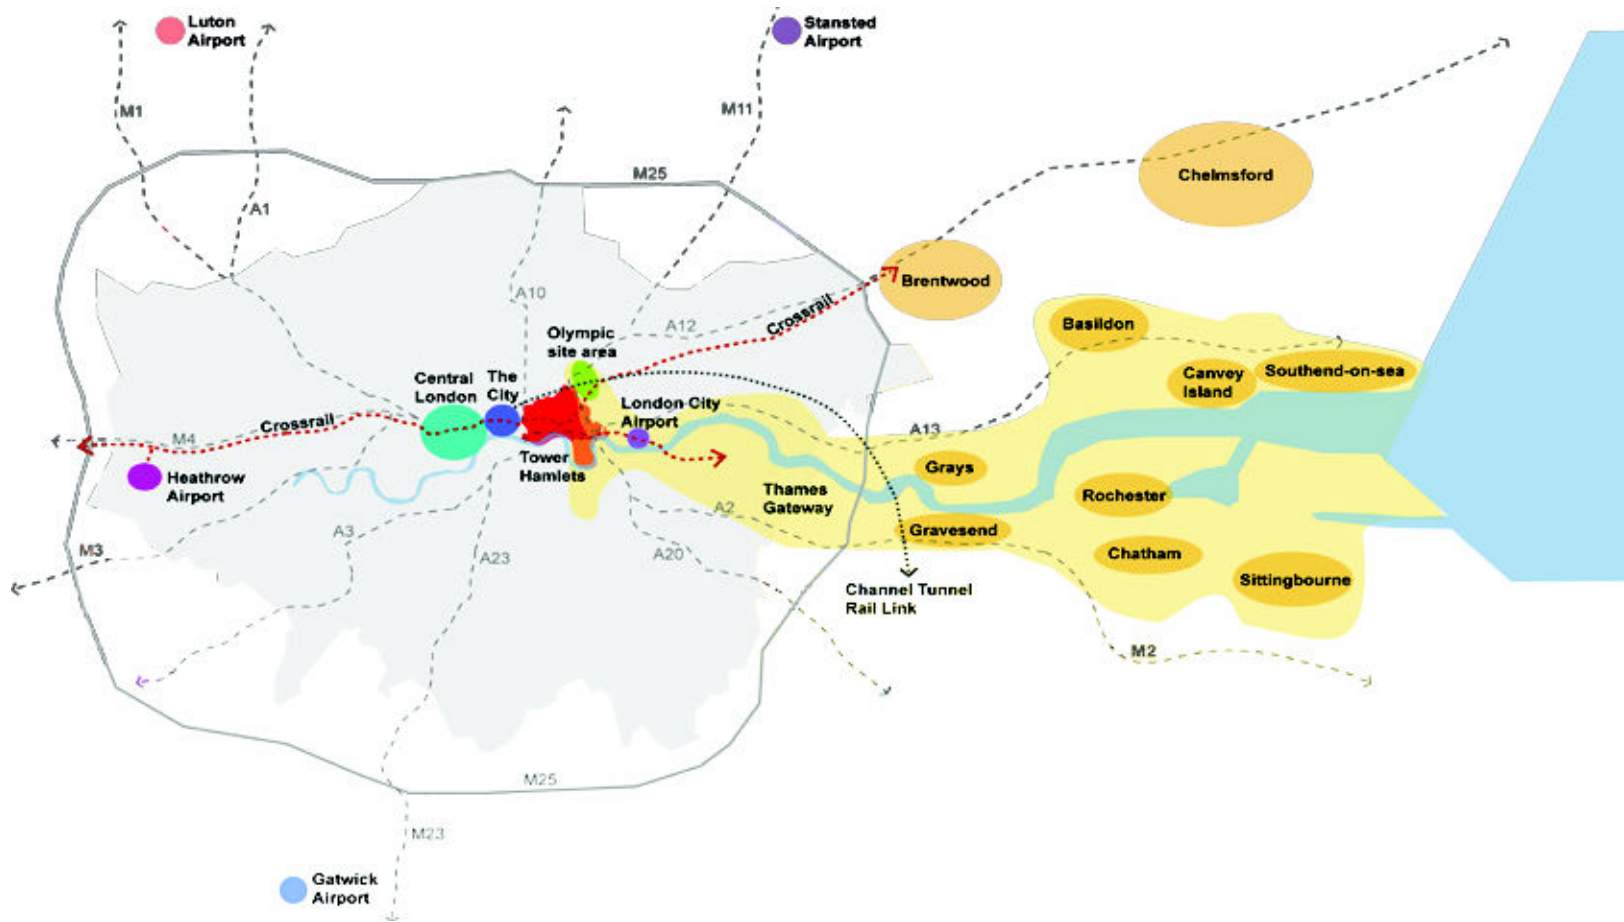 Luton
Airport
Stansted
Airport
M1
M11
M25
A1
Chelmsford
Brentwood
A10
Crossrail
A12
Olympic
site area
Basildon
Central
London
The
City
Canvey
Island
Southend-on-sea
London City
Airport
Crossrail
M4
A13
Tower
Hamlets
Heathrow
Airport
Grays
Thames
Gateway
Rochester
A2
A3
Gravesend
M3
A23
A20
Chatham
Sittingbourne
Channel Tunnel
Rail Link
M2
M25
M23
Gatwick
Airport